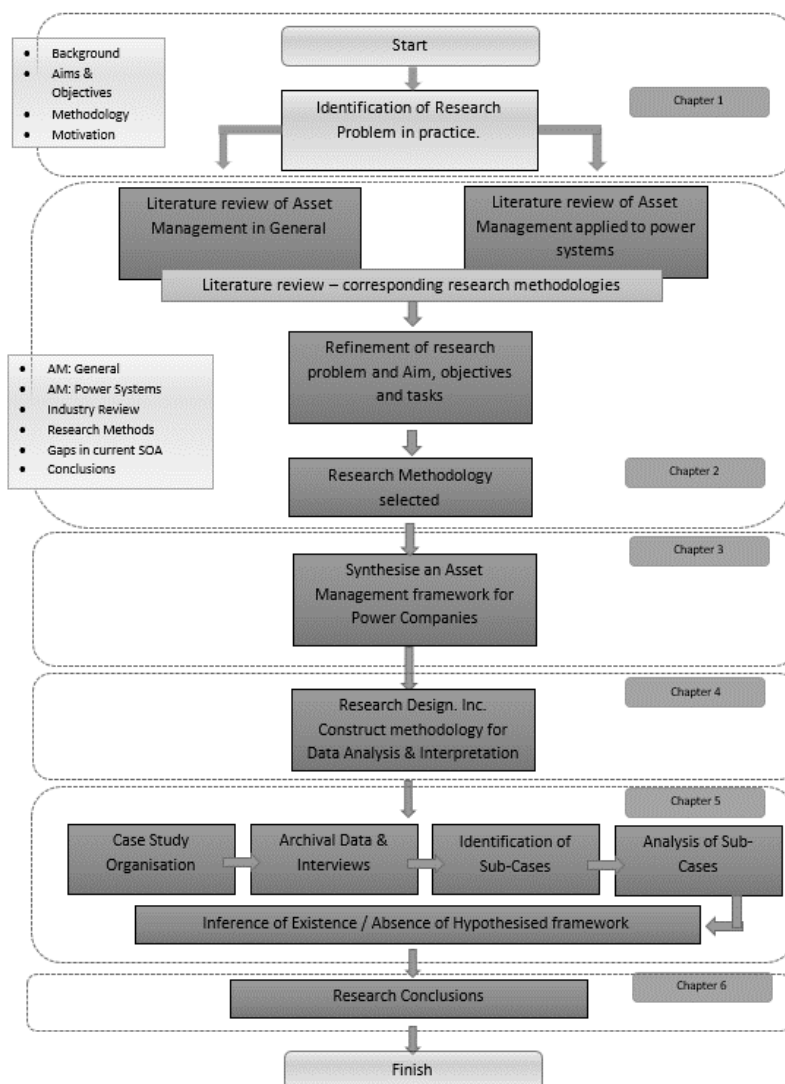 Start
• Background
• Aims &
Objectives
• Methodology
• Motivation
Identification of Research
Problem in practice.
Chapter 1
Literature review of Asset
Management in General
Literature review of Asset
Management applied to power
systems
Literature review – corresponding research methodologies
Refinement of research
problem and Aim, objectives
and tasks
• AM: General
• AM: Power Systems
• Industry Review
• Research Methods
• Gaps in current SOA
• Conclusions
Research Methodology
selected
Chapter 2
Chapter 3
Synthesise an Asset
Management framework for
Power Companies
Chapter 4
Research Design. Inc.
Construct methodology for
Data Analysis & Interpretation
Chapter 5
Case Study
Organisation
Archival Data &
Interviews
Identification of
Sub-Cases
Analysis of Sub-
Cases
Inference of Existence / Absence of Hypothesised framework
Chapter 6
Research Conclusions
Finish